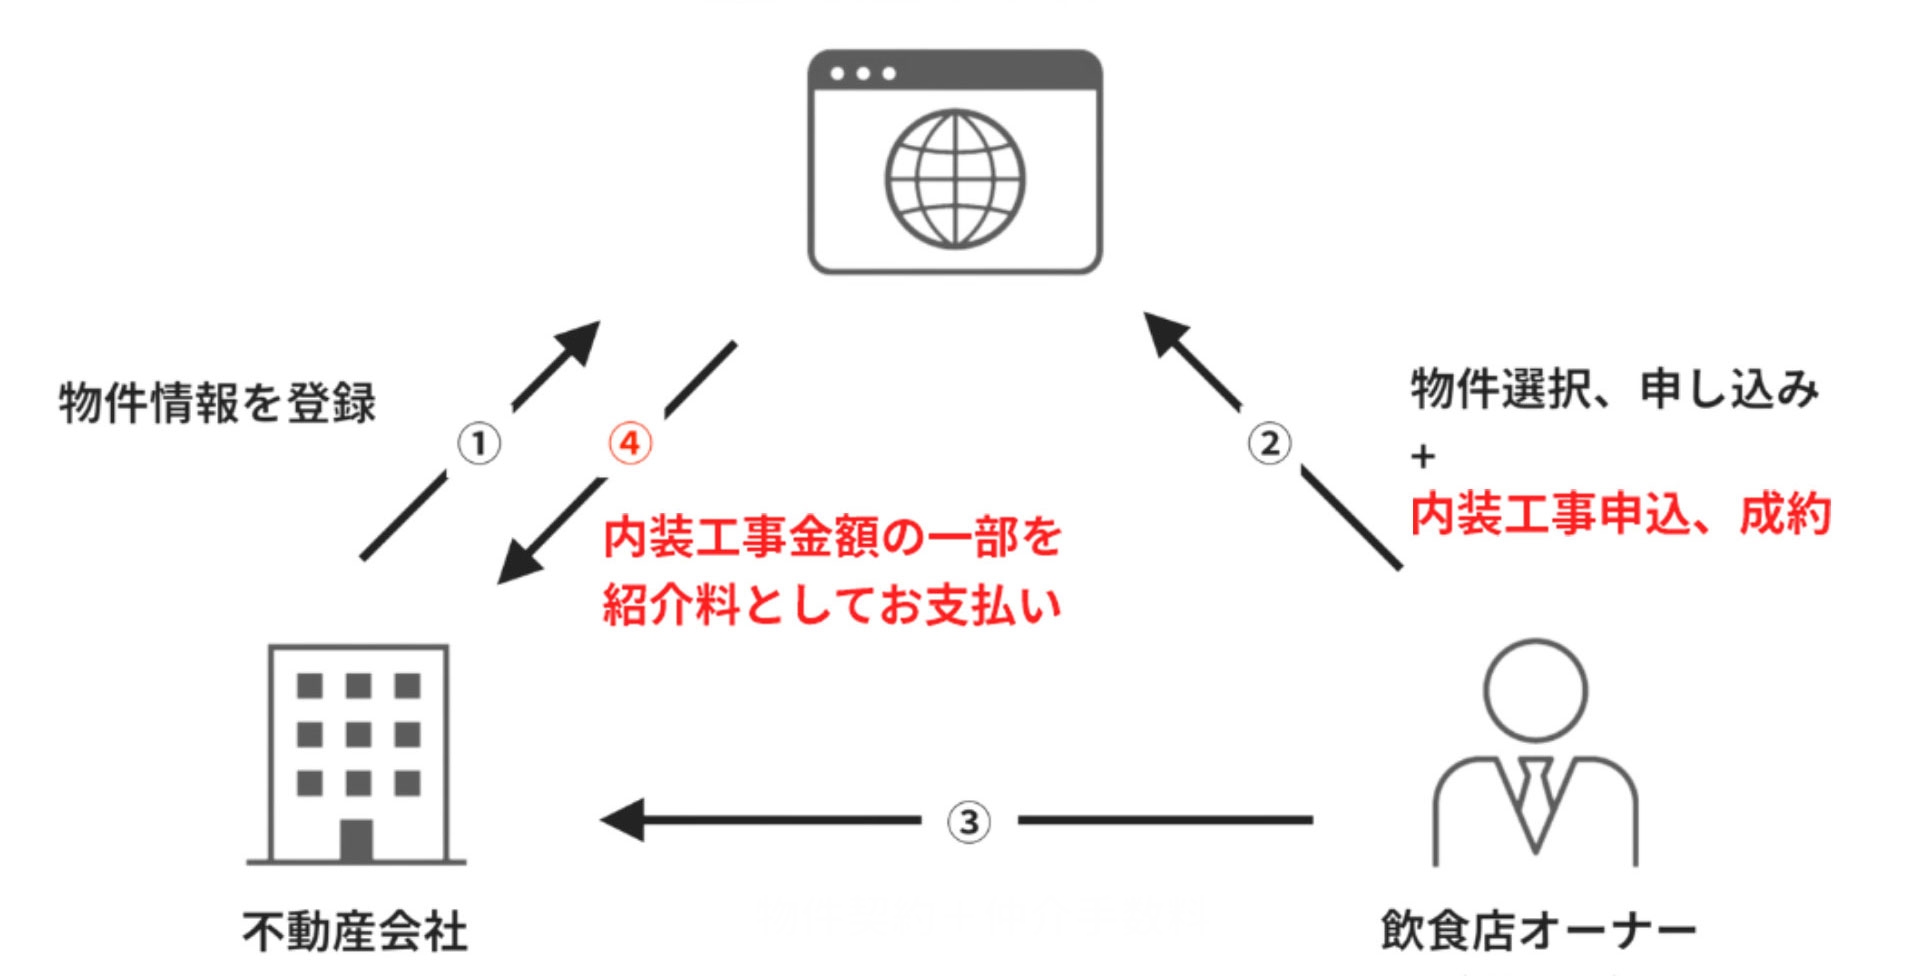 物件情報を登録
①
④
②
物件選択、申し込み
+
内装工事申込、成約
内装工事金額の一部を
紹介料としてお支払い
③
不動産会社
飲食店オーナー